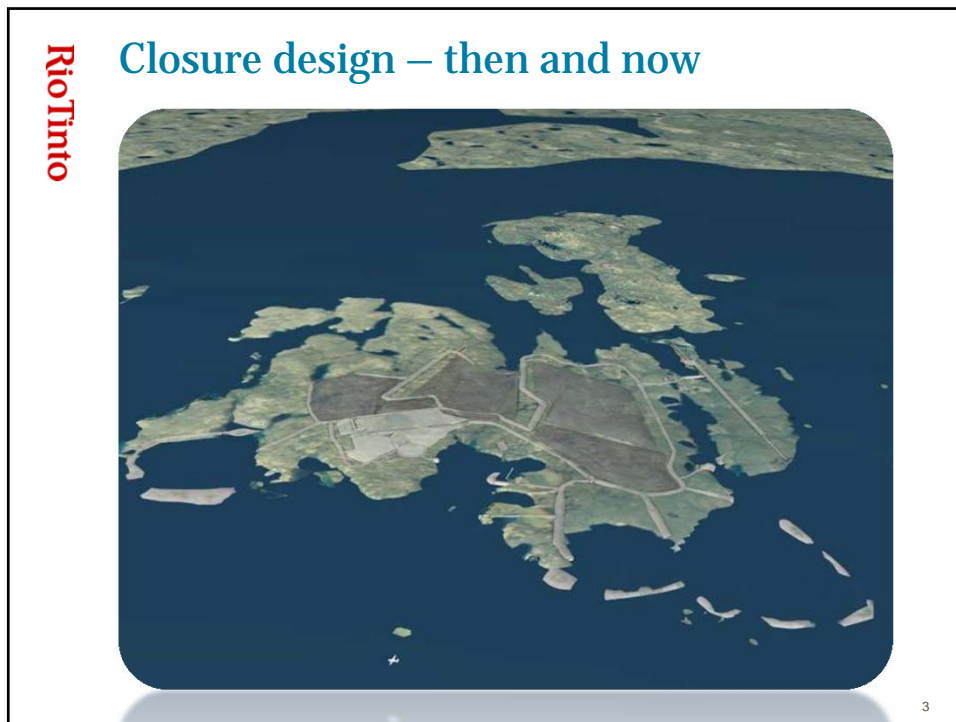 RioTinto
Closure design – then and now
3